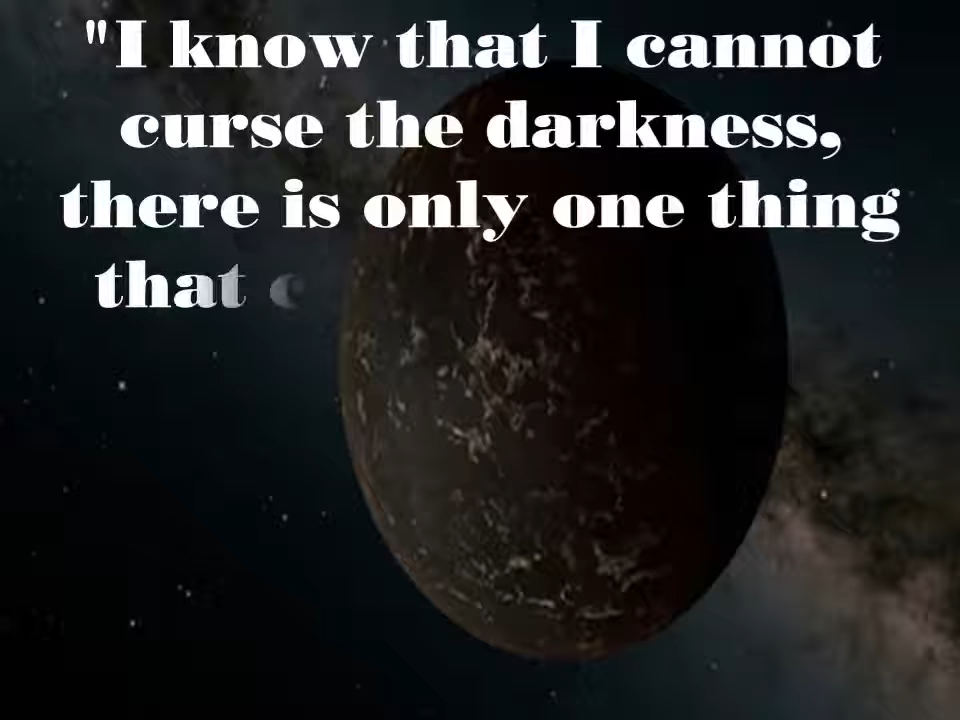 "I know that I cannot
curse the darkness,
there is only one thing
that c